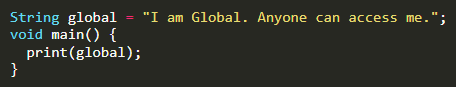 String global = "I am Global. Anyone can access me.";
void main() {
  print(global);
}